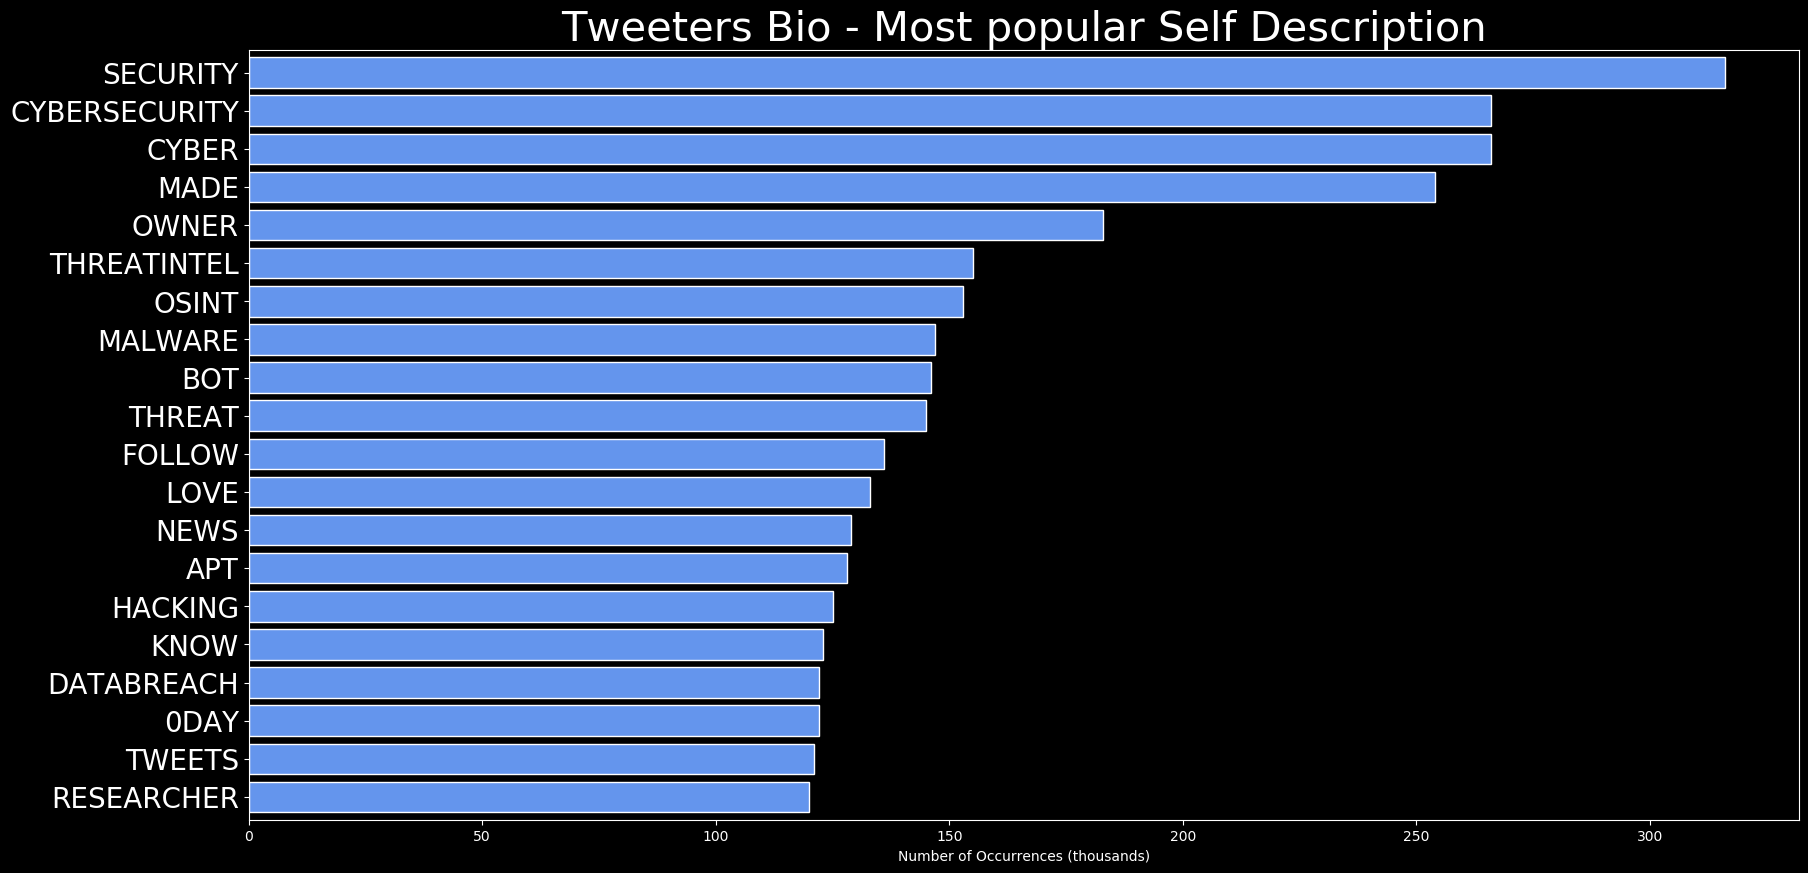 Tweeters Bio - Most popular Self Description
SECURITY
CYBERSECURITY
CYBER
MADE
OWNER
THREATINTEL
OSINT
MALWARE
BOT
THREAT
FOLLOW
LOVE
NEWS
APT
HACKING
KNOW
DATABREACH
0DAY
TWEETS
RESEARCHER
0 50 100 150 200 250 300
Number of Occurrences (thousands)